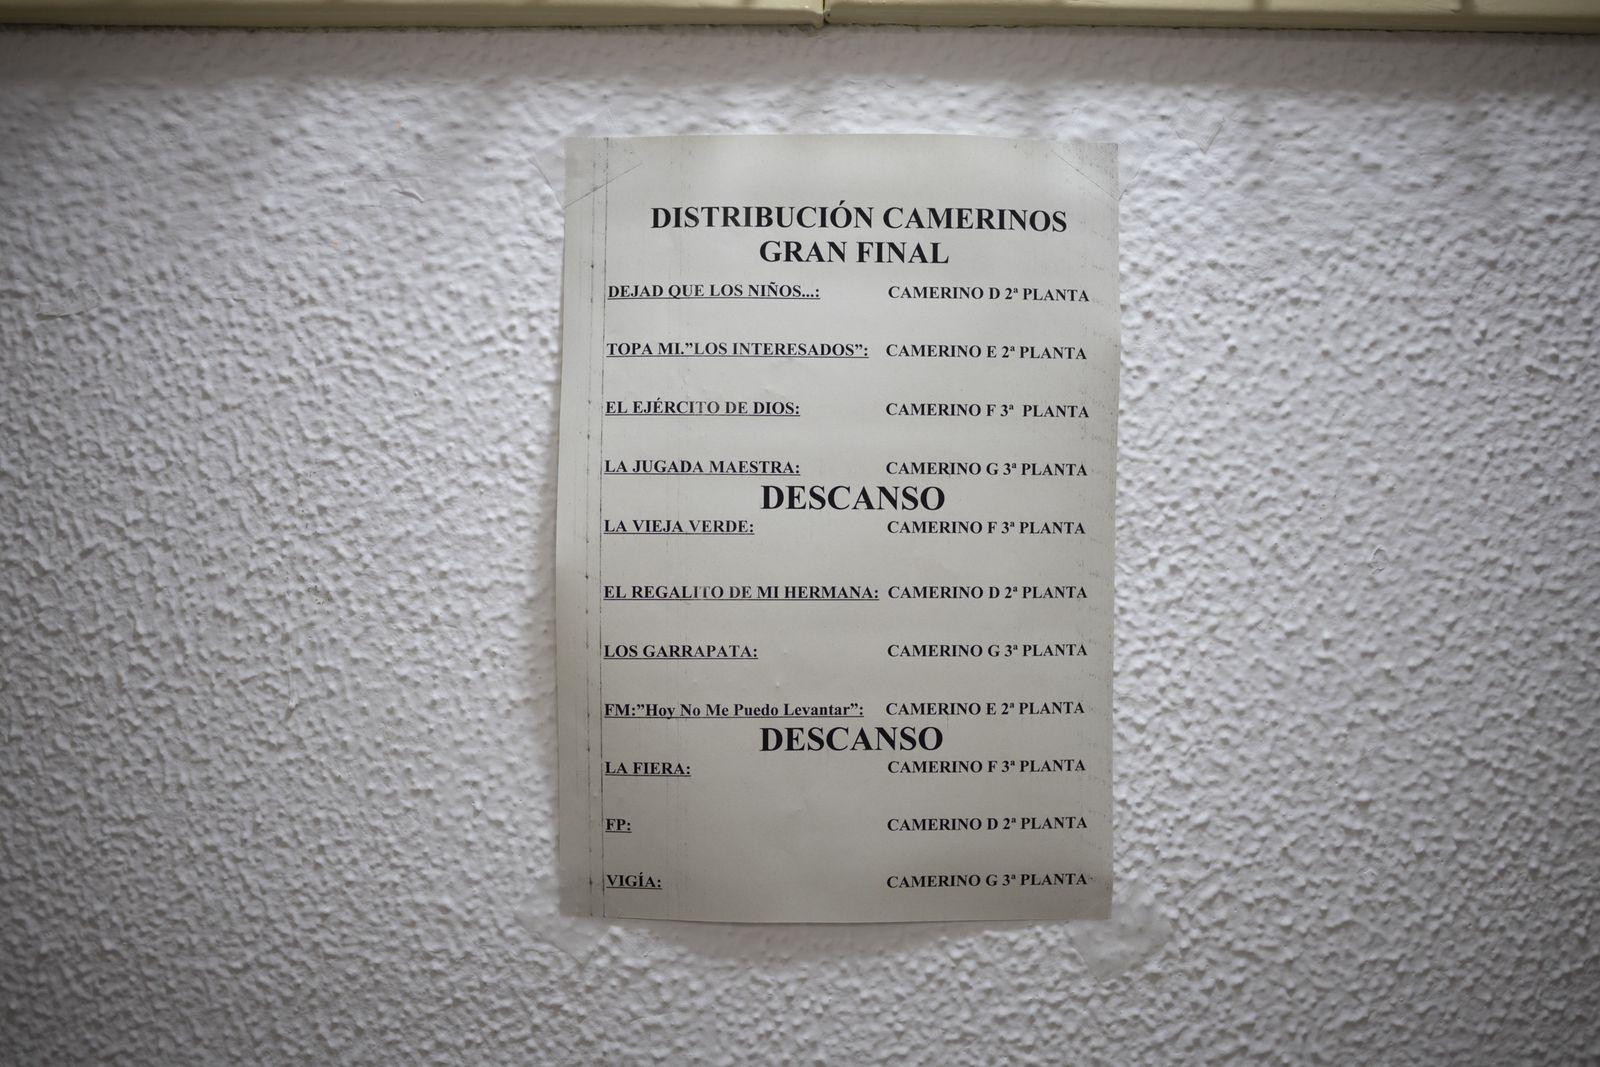 DISTRIBUCIÓN CAMERINOS
GRAN FINAL
DEJAD QUE LOS NIÑOS...: CAMERINO D 2ª PLANTA
TOPA MI.”LOS INTERESADOS”: CAMERINO E 2ª PLANTA
EL EJÉRCITO DE DIOS: CAMERINO F 3ª PLANTA
LA JUGADA MAESTRA: CAMERINO G 3ª PLANTA
DESCANSO
LA VIEJA VERDE: CAMERINO F 3ª PLANTA
EL REGALITO DE MI HERMANA: CAMERINO D 2ª PLANTA
LOS GARRAPATA: CAMERINO G 3ª PLANTA
FM:”Hoy No Me Puedo Levantar”: CAMERINO E 2ª PLANTA
DESCANSO
LA FIERA: CAMERINO F 3ª PLANTA
FP: CAMERINO D 2ª PLANTA
VIGÍA: CAMERINO G 3ª PLANTA